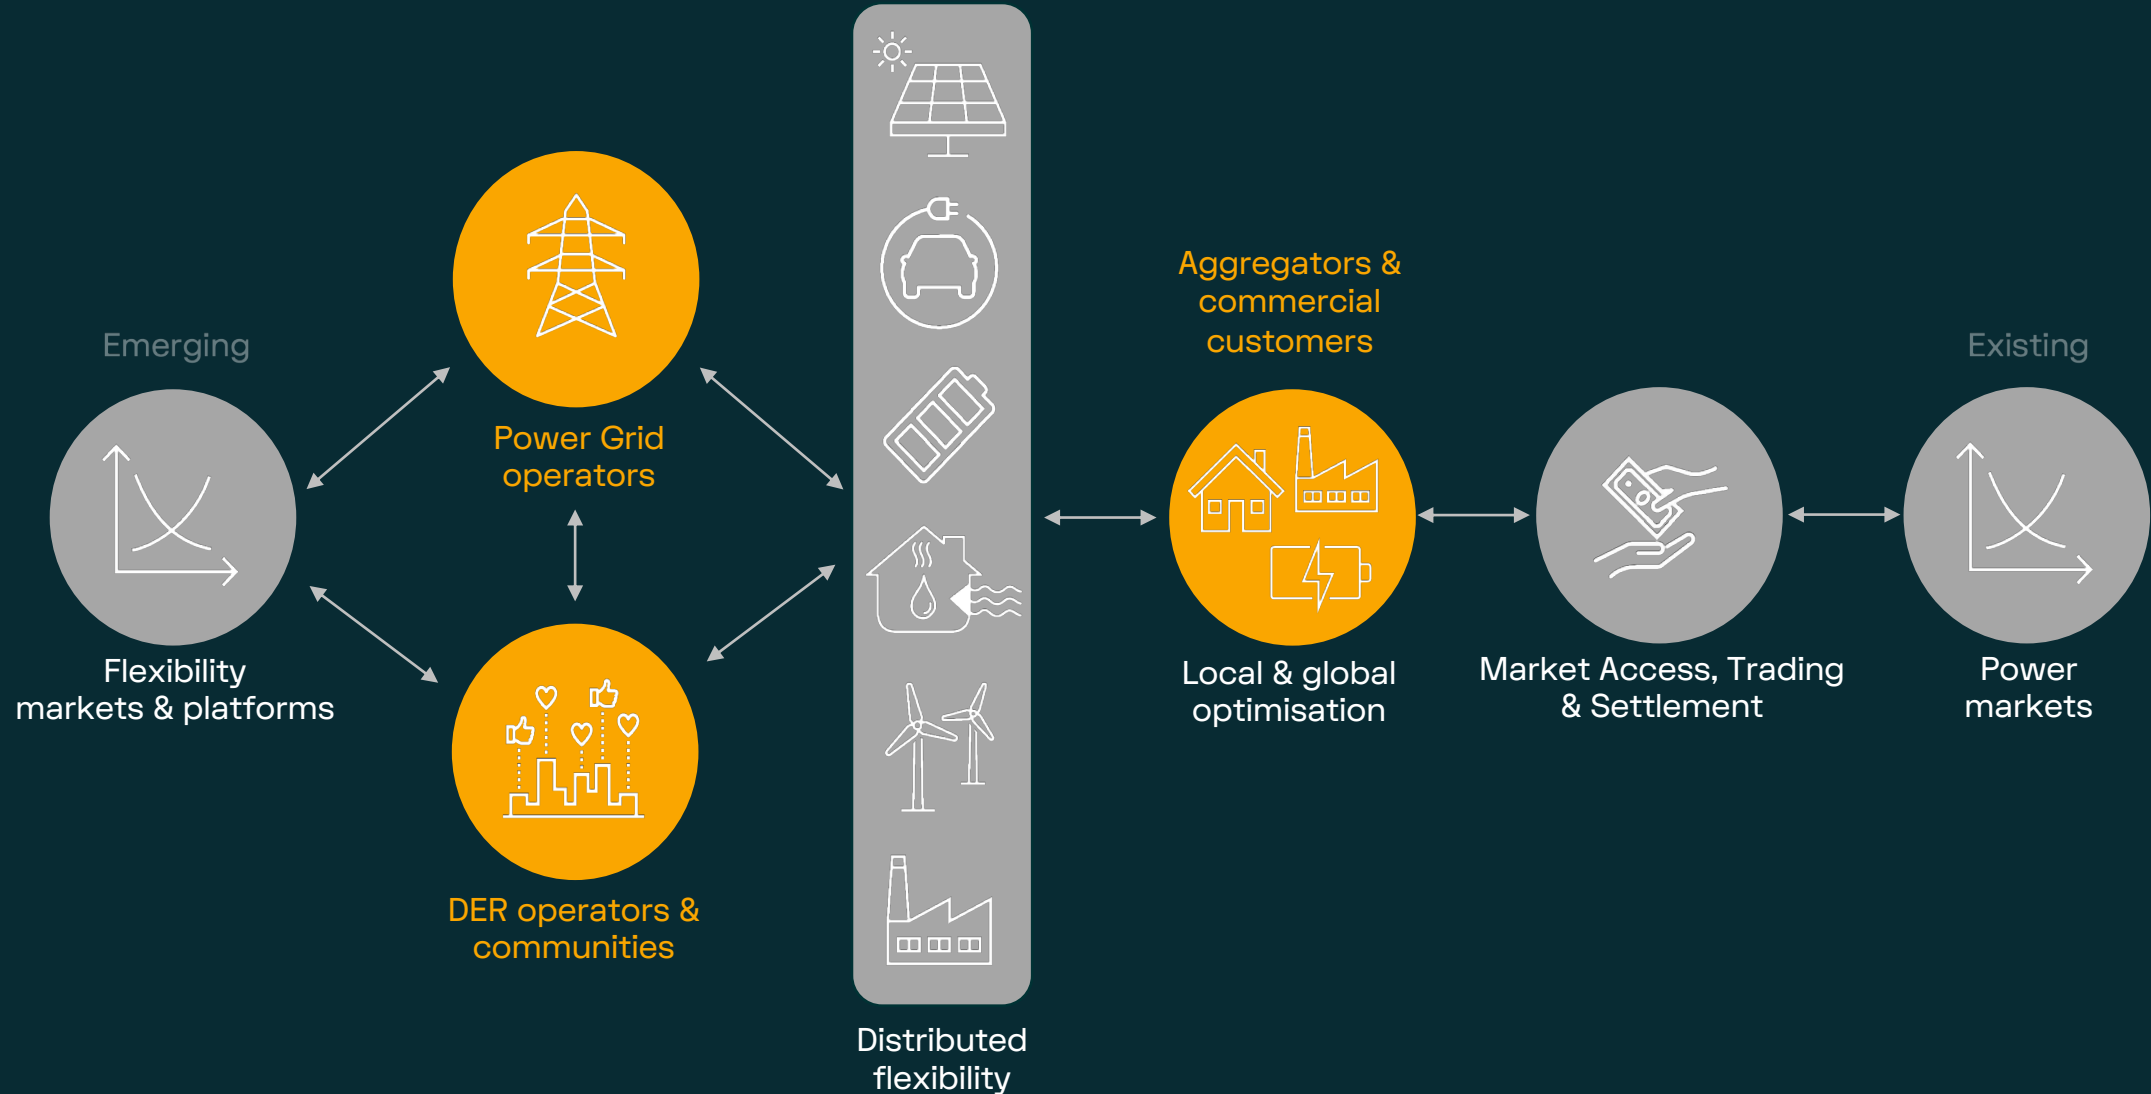 Emerging
Flexibility
markets & platforms
Power Grid
operators
DER operators &
communities
Distributed
flexibility
Aggregators &
commercial
customers
Local & global
optimisation
Market Access, Trading
& Settlement
Existing
Power
markets